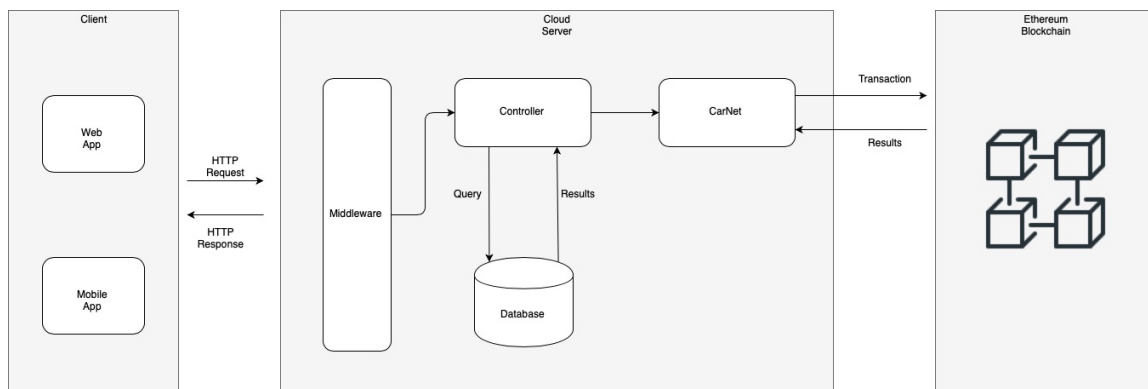 Client
Cloud
Server
Ethereum
Blockchain
Web
App
Mobile
App
HTTP
Request
HTTP
Response
Middleware
Controller
CarNet
Query
Results
Database
Transaction
Results